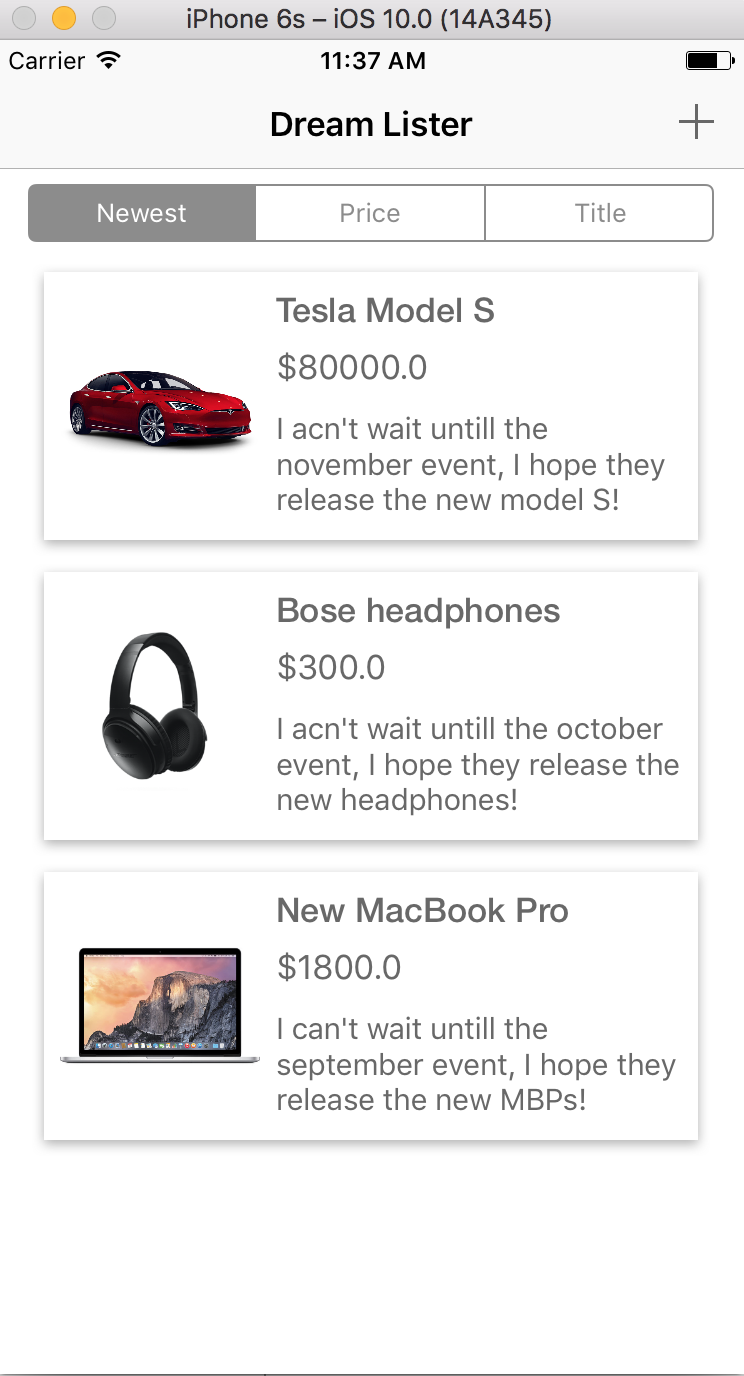 iPhone 6s – iOS 10.0 (14A345)
Carrier 11:37 AM
Dream Lister
Newest Price Title
Tesla Model S
$80000.0
I acn't wait untill the
november event, I hope they
release the new model S!
Bose headphones
$300.0
I acn't wait untill the october
event, I hope they release the
new headphones!
New MacBook Pro
$1800.0
I can't wait untill the
september event, I hope they
release the new MBPs!